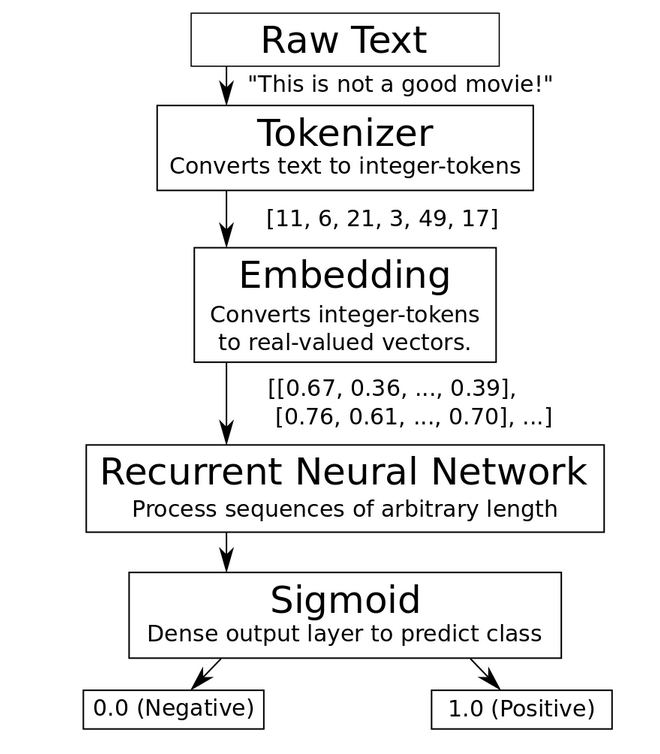 Raw Text
"This is not a good movie!"
Tokenizer
Converts text to integer-tokens
[11, 6, 21, 3, 49, 17]
Embedding
Converts integer-tokens
to real-valued vectors.
[[0.67, 0.36, ..., 0.39],
[0.76, 0.61, ..., 0.70], ...]
Recurrent Neural Network
Process sequences of arbitrary length
Sigmoid
Dense output layer to predict class
0.0 (Negative)
1.0 (Positive)